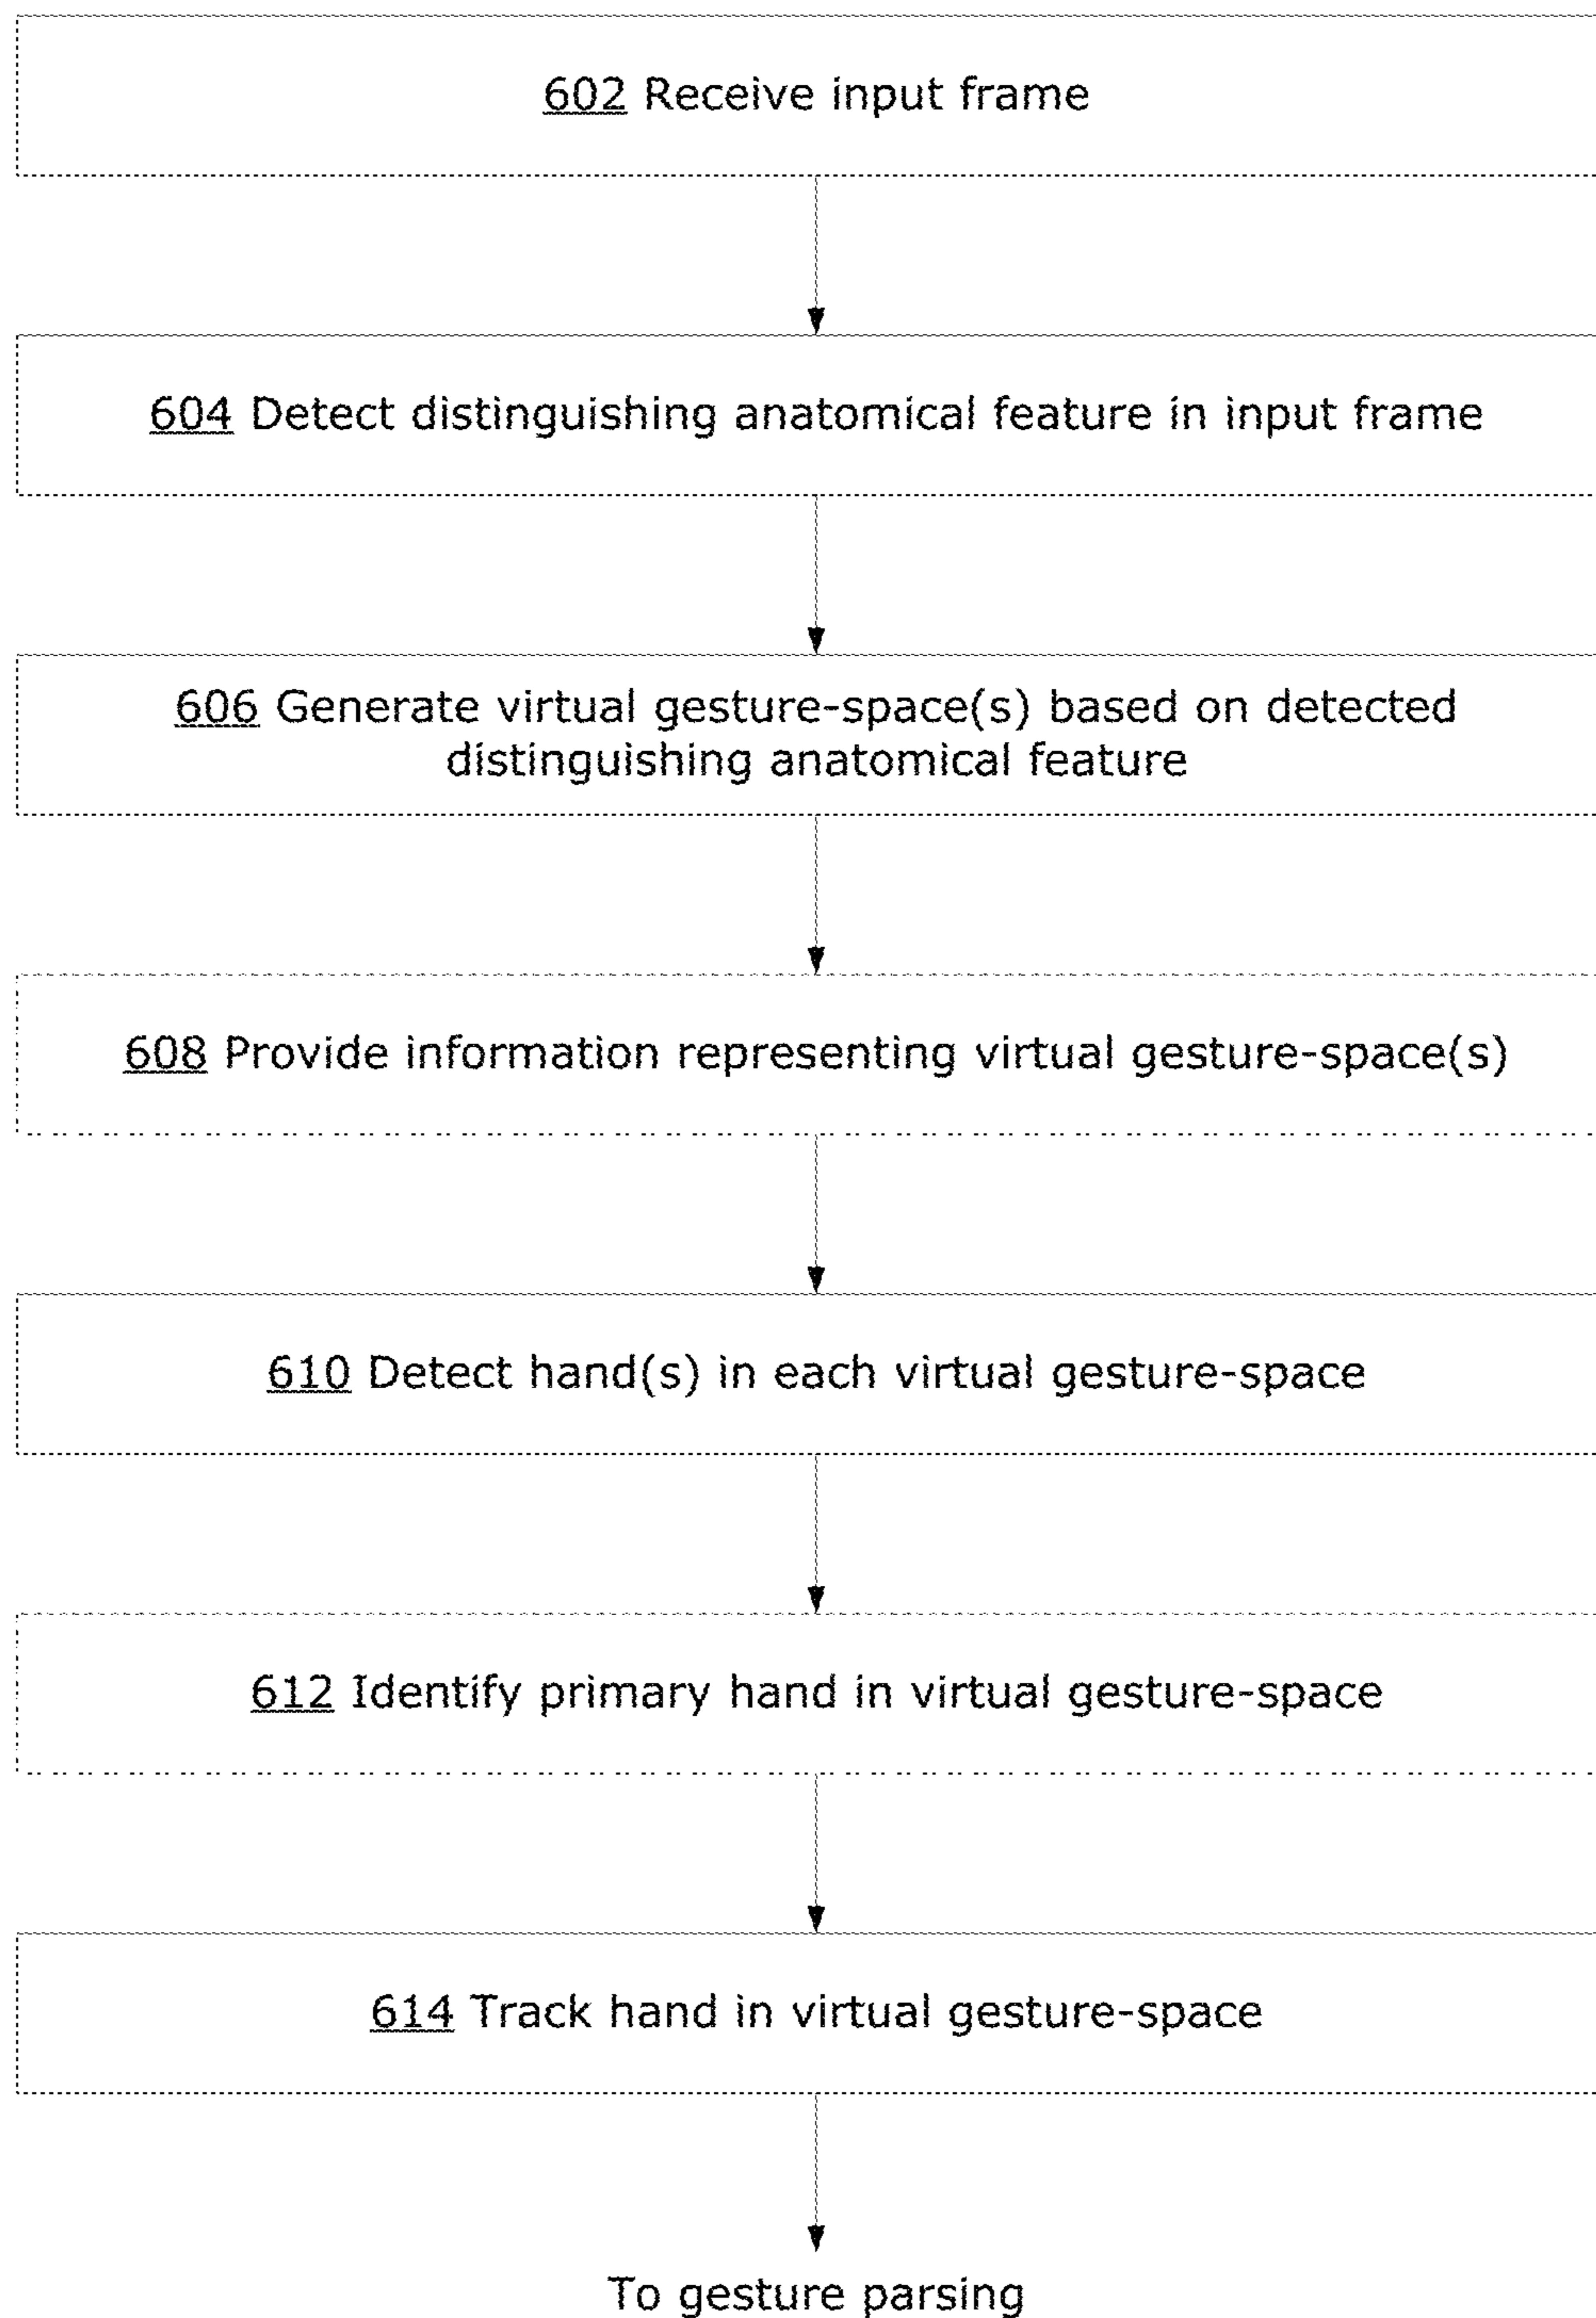 602 Receive input frame
604 Detect distinguishing anatomical feature in input frame
606 Generate virtual gesture-space(s) based on detected
distinguishing anatomical feature
608 Provide information representing virtual gesture-space(s)
610 Detect hand(s) in each virtual gesture-space
612 Identify primary hand in virtual gesture-space
614 Track hand in virtual gesture-space
To gesture parsing